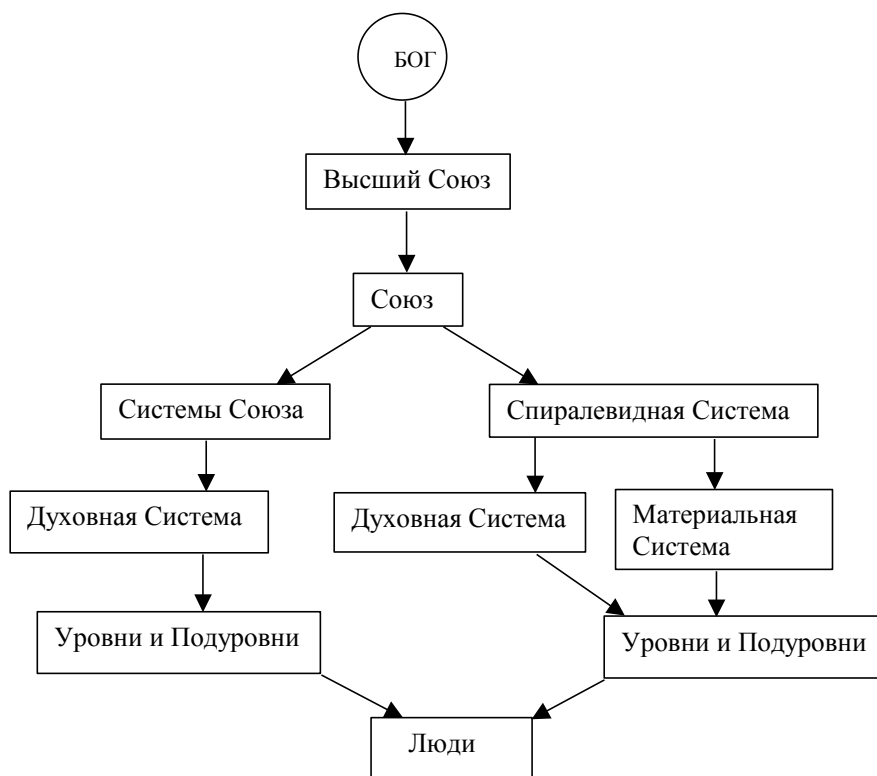 БОГ
Высший Союз
Союз
Системы Союза
Спиралевидная Система
Духовная Система
Духовная Система
Материальная
Система
Уровни и Подуровни
Уровни и Подуровни
Люди